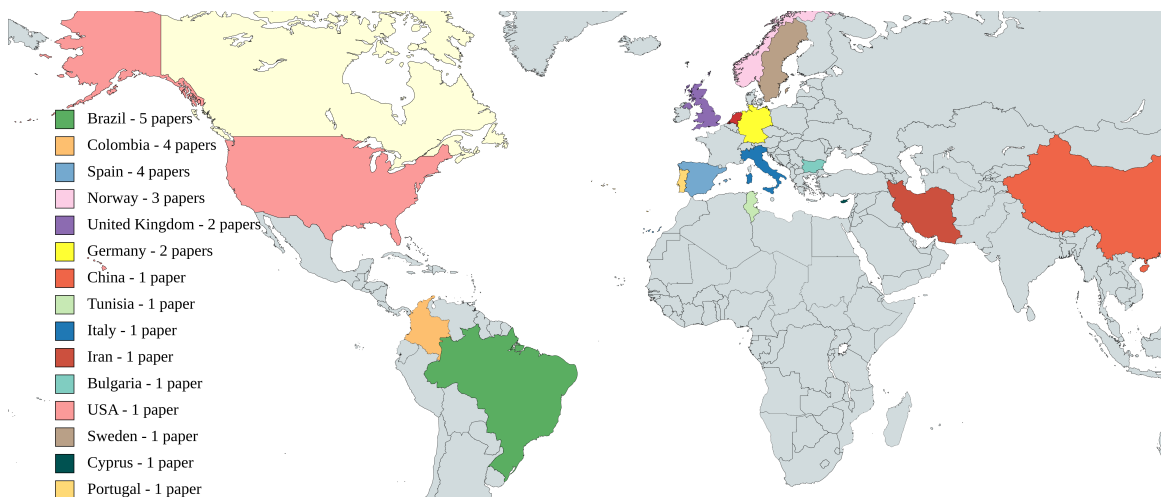 Brazil - 5 papers
Colombia - 4 papers
Spain - 4 papers
Norway - 3 papers
United Kingdom - 2 papers
Germany - 2 papers
China - 1 paper
Tunisia - 1 paper
Italy - 1 paper
Iran - 1 paper
Bulgaria - 1 paper
USA - 1 paper
Sweden - 1 paper
Cyprus - 1 paper
Portugal - 1 paper